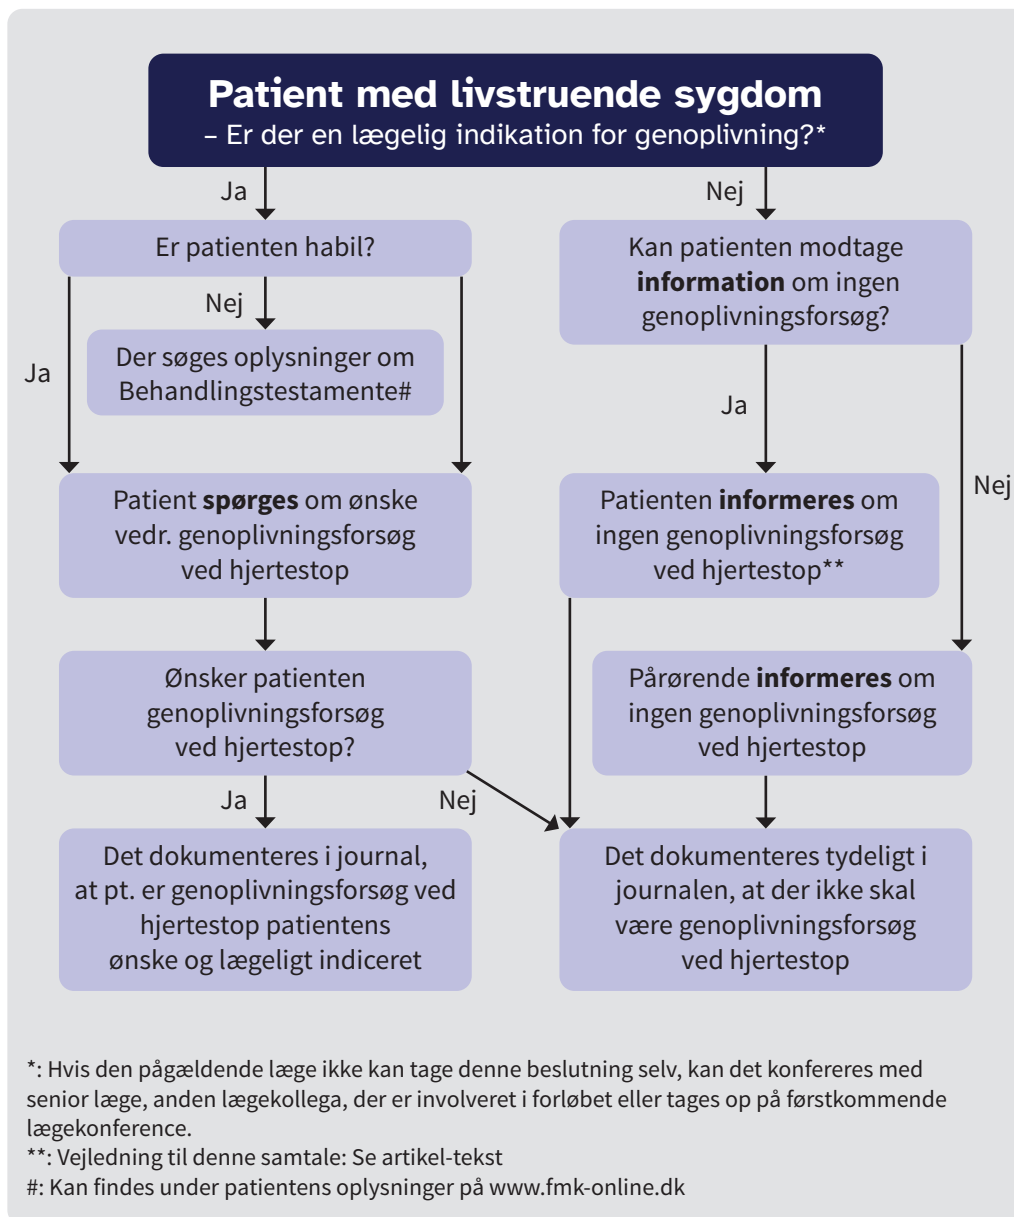 Patient med livstruende sygdom
– Er der en lægelig indikation for genoplivning?*
Ja
Nej
Er patienten habil?
Kan patienten modtage
information om ingen
genoplivningsforsøg?
Nej
Ja
Der søges oplysninger om
Behandlingstestamente#
Ja
Nej
Patient spørges om ønske
vedr. genoplivningsforsøg
ved hjertestop
Patienten informeres om
ingen genoplivningsforsøg
ved hjertestop**
Ønsker patienten
genoplivningsforsøg
ved hjertestop?
Pårørende informeres om
ingen genoplivningsforsøg
ved hjertestop
Ja
Nej
Det dokumenteres i journal,
at pt. er genoplivningsforsøg ved
hjertestop patientens
ønske og lægeligt indiceret
Det dokumenteres tydeligt i
journalen, at der ikke skal
være genoplivningsforsøg
ved hjertestop
*: Hvis den pågældende læge ikke kan tage denne beslutning selv, kan det konfereres med
senior læge, anden lægekollega, der er involveret i forløbet eller tages op på førstkommende
lægekonference.
**: Vejledning til denne samtale: Se artikel-tekst
#: Kan findes under patientens oplysninger på www.fmk-online.dk